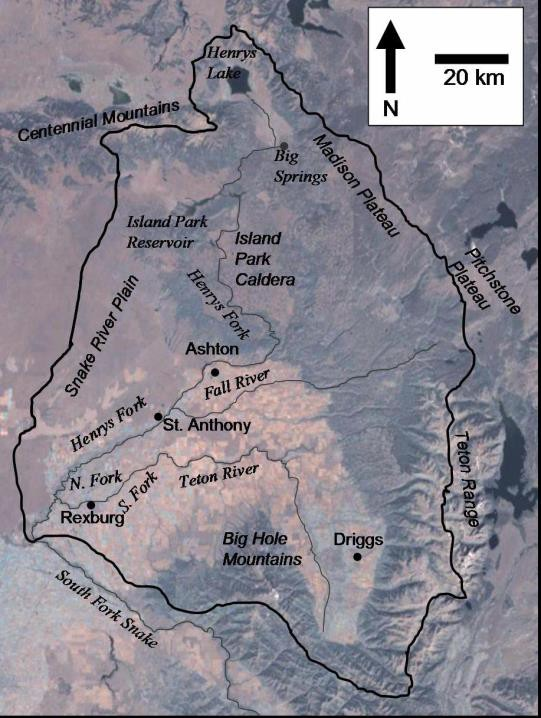 Henrys
Lake
N
20 km
Centennial Mountains
Madison Plateau
Big
Springs
Island Park
Reservoir
Island
Park
Caldera
Pitchstone
Plateau
Henrys Fork
Snake River Plain
Ashton
Fall River
Henrys Fork
St. Anthony
Teton Range
N. Fork
S. Fork
Teton River
Rexburg
Big Hole
Mountains
Driggs
South Fork Snake